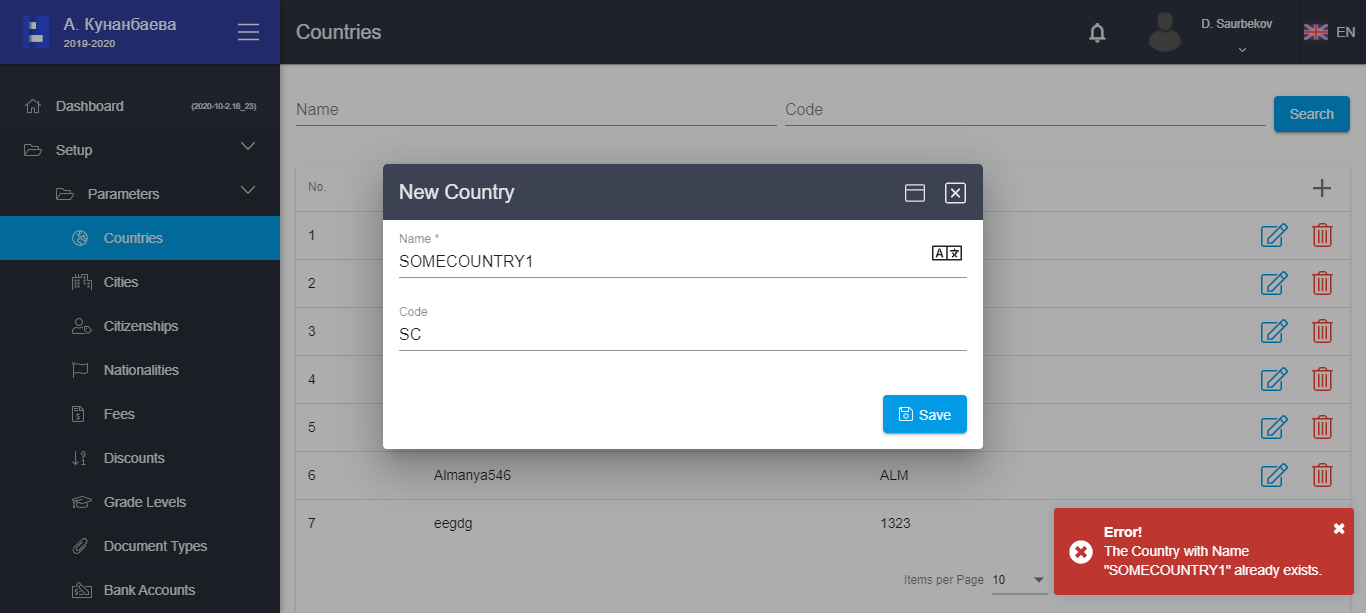 А. Кунанбаева
2019-2020
Countries
D. Saurbekov
EN
Dashboard
(2020-10-2.16_23)
Setup
Parameters
Countries
Cities
Citizenships
Nationalities
Fees
Discounts
Grade Levels
Document Types
Bank Accounts
Name
Code
Search
No.
1
2
3
4
5
6 Almanya546 ALM
7 eegdg 1323
Items per Page 10
New Country
Name *
SOMECOUNTRY1
Code
SC
Save
Error!
The Country with Name
"SOMECOUNTRY1" already exists.